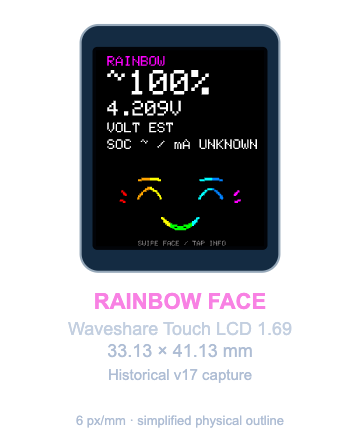 RAINBOW
~100%
4.209V
VOLT EST
SOC ~ / mA UNKNOWN
SWIPE FACE / TAP INFO
RAINBOW FACE
Waveshare Touch LCD 1.69
33.13 × 41.13 mm
Historical v17 capture
6 px/mm · simplified physical outline